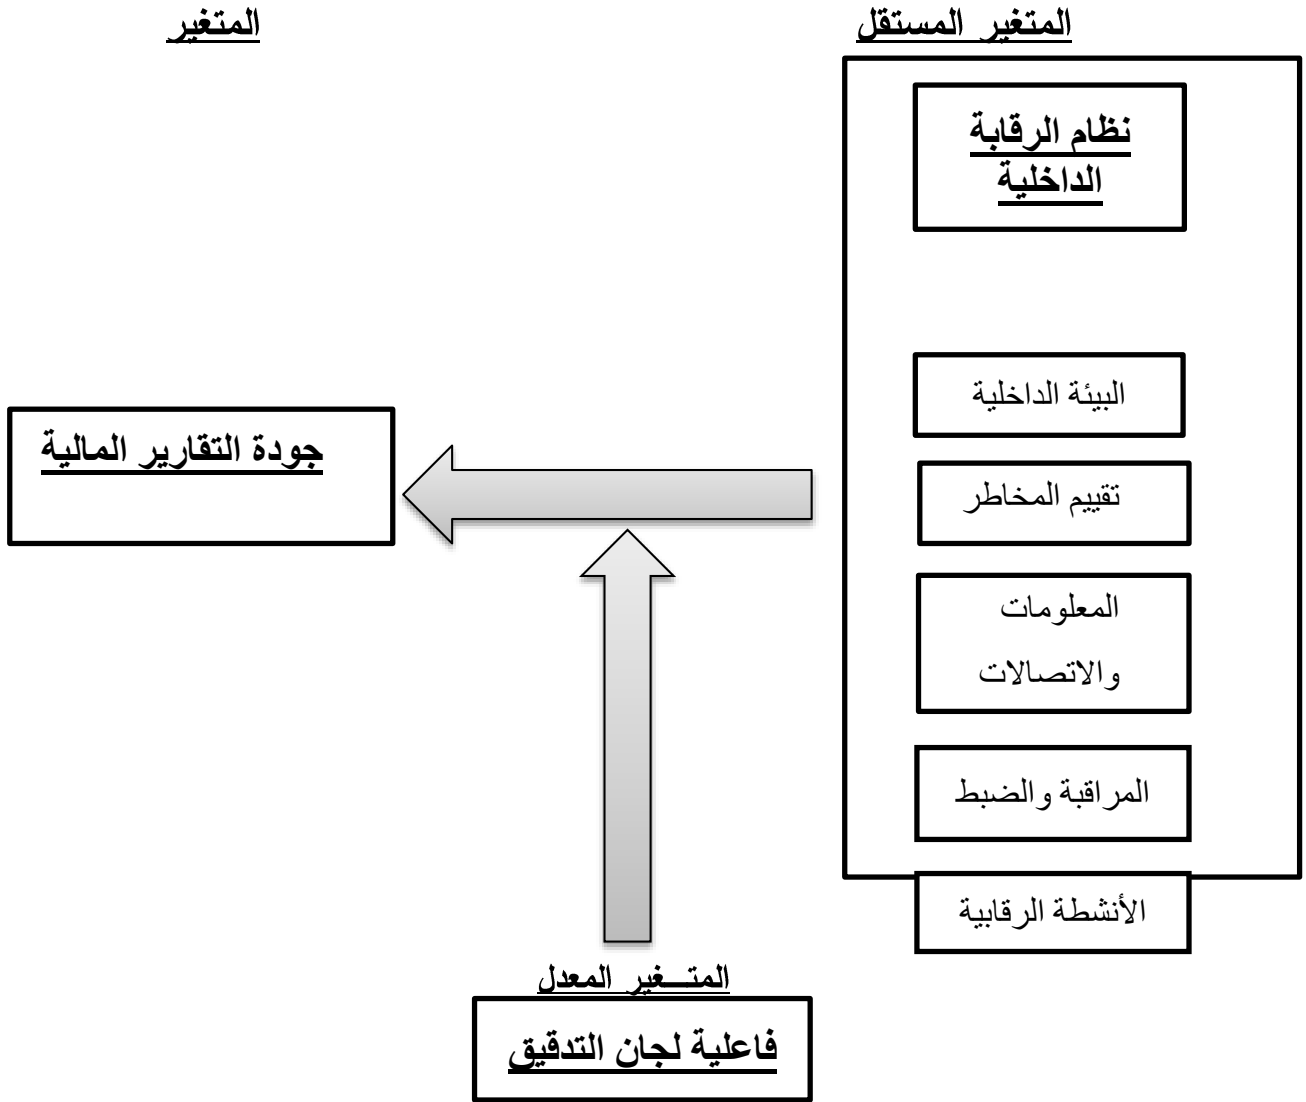 المتغير المستقل
المتغير
نظام الرقابة
الداخلية
البيئة الداخلية
تقييم المخاطر
المعلومات
والاتصالات
المراقبة والضبط
الأنشطة الرقابية
جودة التقارير المالية
المتـــغير المعدل
فاعلية لجان التدقيق